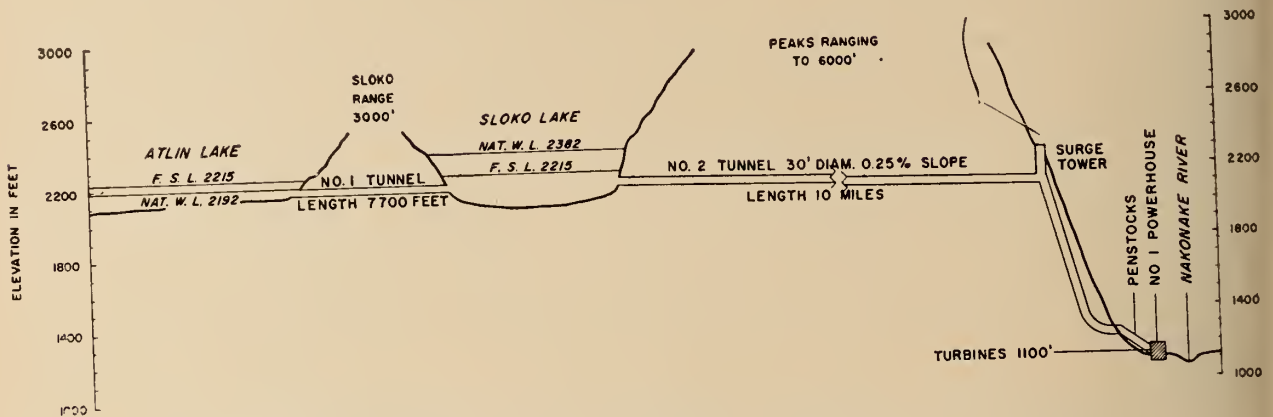 3000
2600
2200
1800
1400
ELEVATION IN FEET
ATLIN LAKE
F. S. L. 2215
NAT. W. L. 2192
SLOKO
RANGE
3000'
NO. 1 TUNNEL
LENGTH 7700 FEET
SLOKO LAKE
NAT. W. L. 2382
F. S. L. 2215
PEAKS RANGING
TO 6000'
NO. 2 TUNNEL 30' DIAM. 0.25% SLOPE
LENGTH 10 MILES
SURGE
TOWER
PENSTOCKS
NO 1 POWERHOUSE
NAKONAKE RIVER
TURBINES 1100'
3000
2600
2200
1800
1400
1000